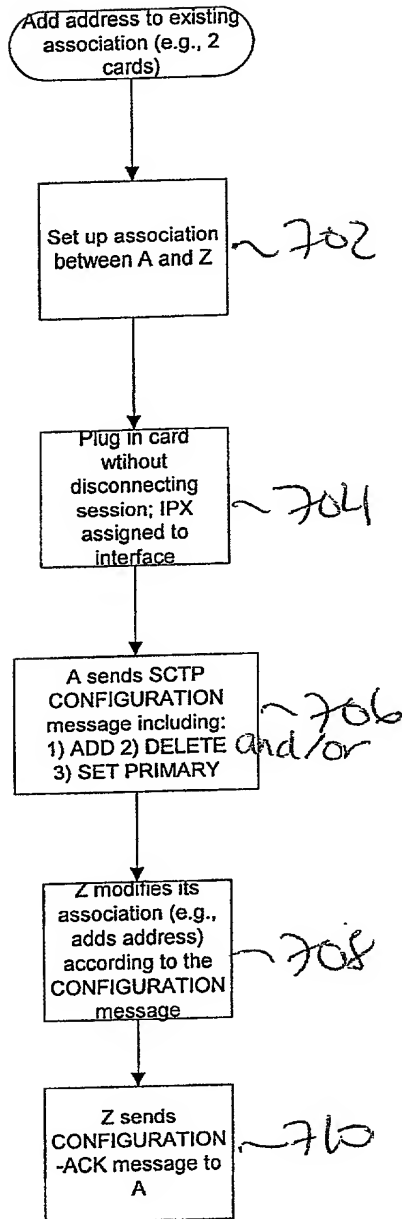 Add address to existing
association (e.g., 2
cards)
Set up association
between A and Z
~702
Plug in card
wtihout
disconnecting
session; IPX
assigned to
interface
~704
A sends SCTP
CONFIGURATION
message including:
1) ADD 2) DELETE and/or
3) SET PRIMARY
~706
Z modifies its
association (e.g.,
adds address)
according to the
CONFIGURATION
message
~708
Z sends
CONFIGURATION
-ACK message to
A
~710